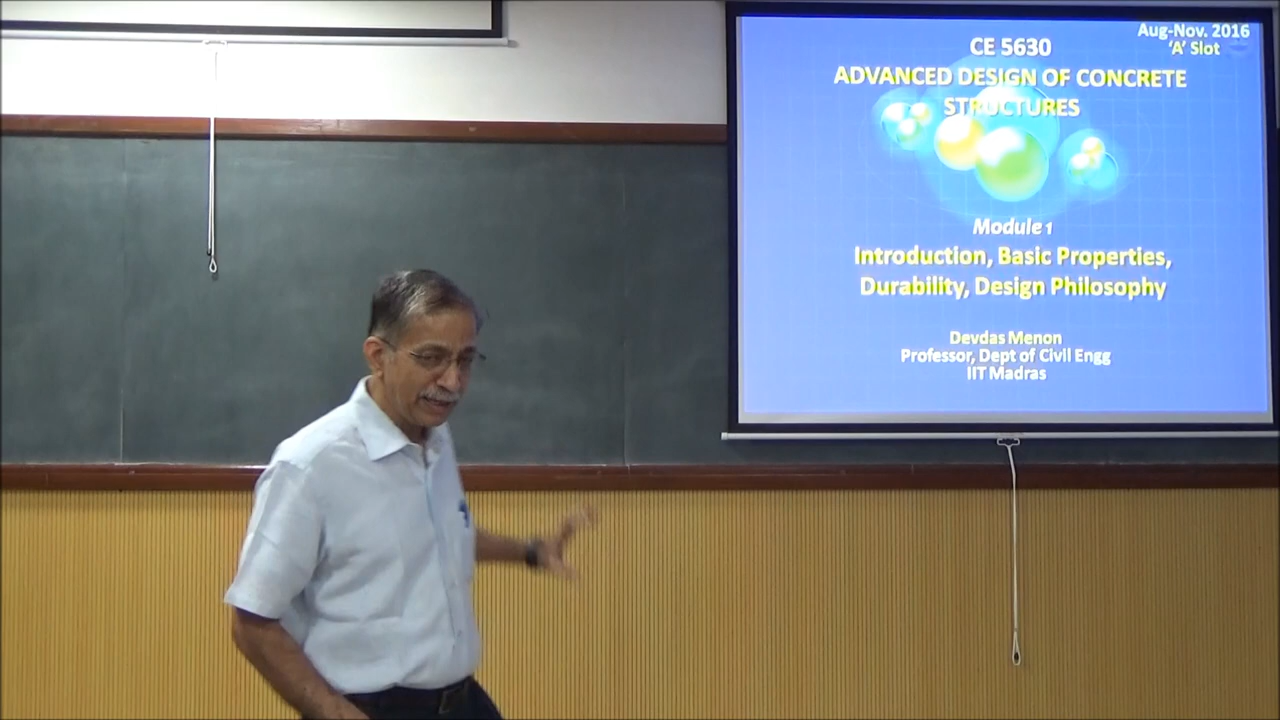 Aug-Nov. 2016
'A' Slot
CE 5630
ADVANCED DESIGN OF CONCRETE
STRUCTURES
Module 1
Introduction, Basic Properties,
Durability, Design Philosophy
Devdas Menon
Professor, Dept of Civil Engg
IIT Madras